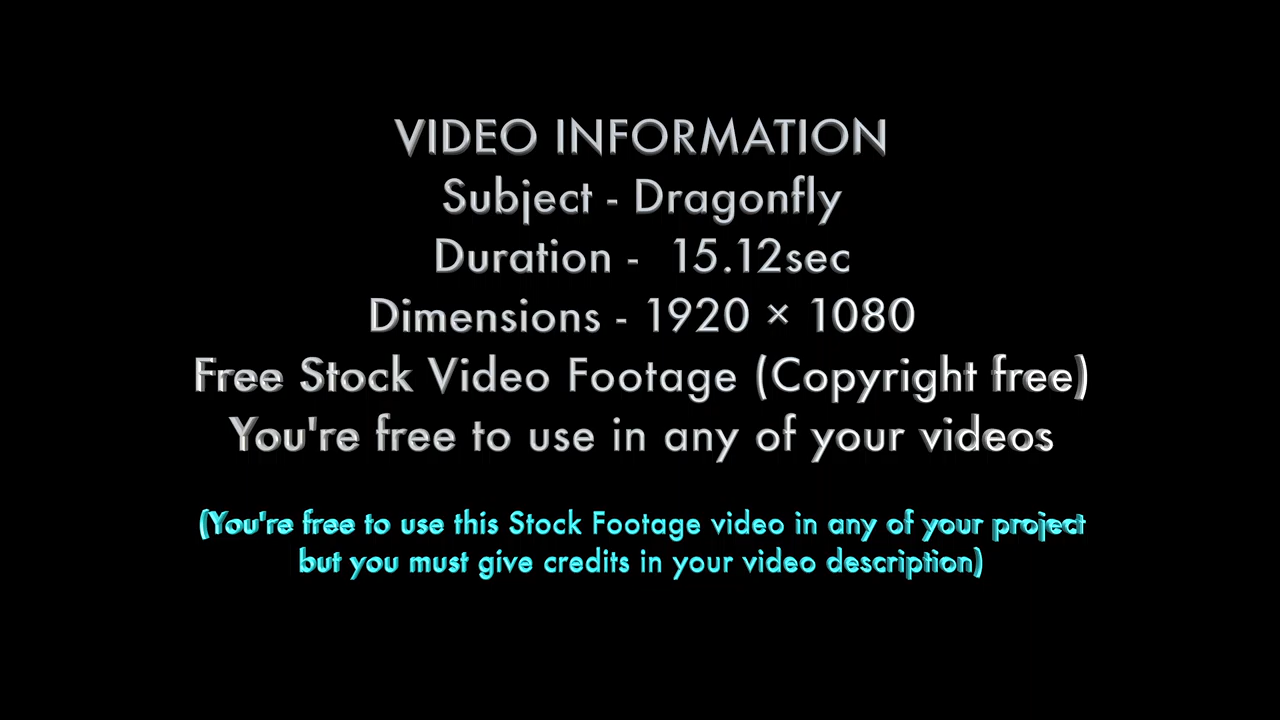 VIDEO INFORMATION
Subject - Dragonfly
Duration -  15.12sec
Dimensions - 1920 × 1080
Free Stock Video Footage (Copyright free)
You're free to use in any of your videos
(You're free to use this Stock Footage video in any of your project
but you must give credits in your video description)